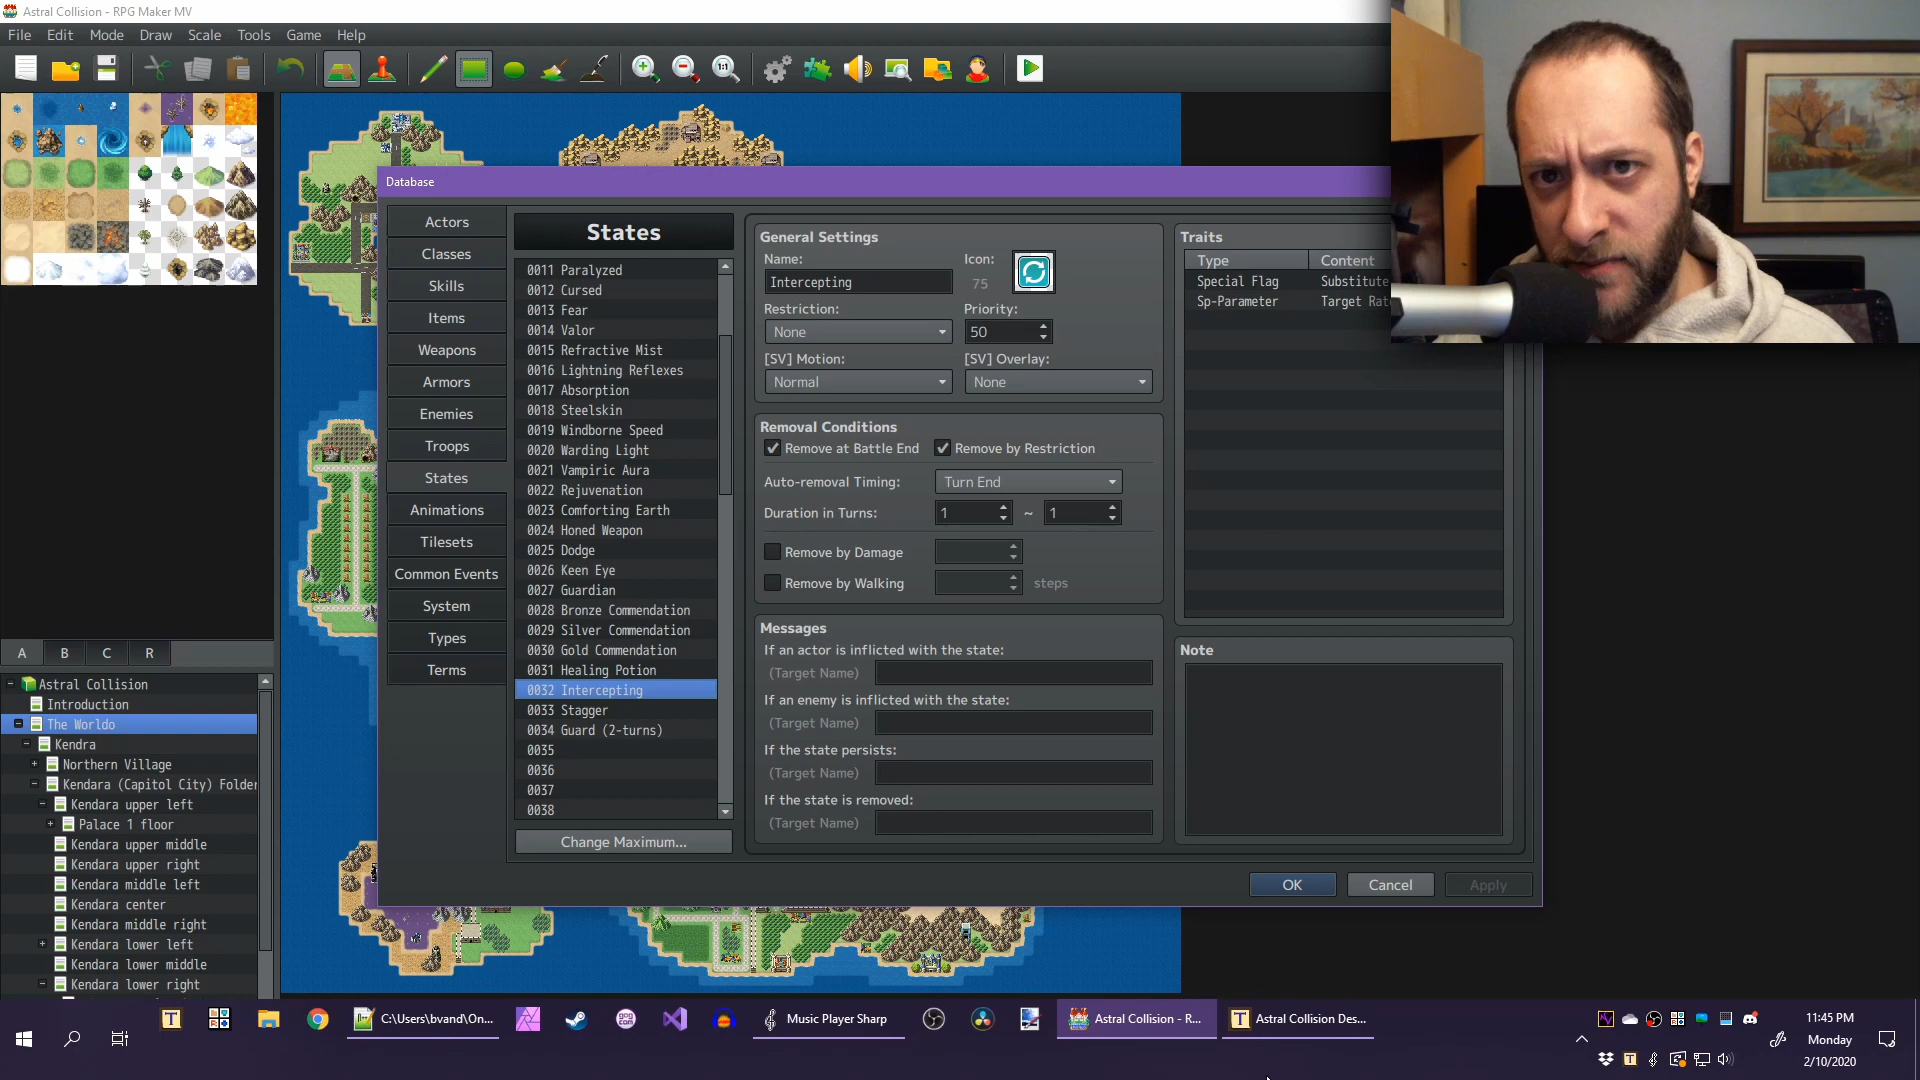 Astral Collision - RPG Maker MV
File Edit Mode Draw Scale Tools Game Help
1:1
Database
Actors
Classes
Skills
Items
Weapons
Armors
Enemies
Troops
States
Animations
Tilesets
Common Events
System
Types
Terms
States
0011 Paralyzed
0012 Cursed
0013 Fear
0014 Valor
0015 Refractive Mist
0016 Lightning Reflexes
0017 Absorption
0018 Steelskin
0019 Windborne Speed
0020 Warding Light
0021 Vampiric Aura
0022 Rejuvenation
0023 Comforting Earth
0024 Honed Weapon
0025 Dodge
0026 Keen Eye
0027 Guardian
0028 Bronze Commendation
0029 Silver Commendation
0030 Gold Commendation
0031 Healing Potion
0032 Intercepting
0033 Stagger
0034 Guard (2-turns)
0035
0036
0037
0038
Change Maximum...
General Settings
Name: Icon:
Intercepting 75
Restriction: Priority:
None 50
[SV] Motion: [SV] Overlay:
Normal None
Removal Conditions
Remove at Battle End Remove by Restriction
Auto-removal Timing: Turn End
Duration in Turns: 1 ~ 1
Remove by Damage
Remove by Walking steps
Messages
If an actor is inflicted with the state:
(Target Name)
If an enemy is inflicted with the state:
(Target Name)
If the state persists:
(Target Name)
If the state is removed:
(Target Name)
Traits
Type Content
Special Flag Substitute
Sp-Parameter Target Rate
Note
OK Cancel Apply
A B C R
Astral Collision
Introduction
The Worldo
Kendra
Northern Village
Kendara (Capitol City) Folder
Kendara upper left
Palace 1 floor
Kendara upper middle
Kendara upper right
Kendara middle left
Kendara center
Kendara middle right
Kendara lower left
Kendara lower middle
Kendara lower right
T
C:\Users\bvand\On...
gog com
Music Player Sharp
Astral Collision - R...
T
Astral Collision Des...
11:45 PM
Monday
2/10/2020
T